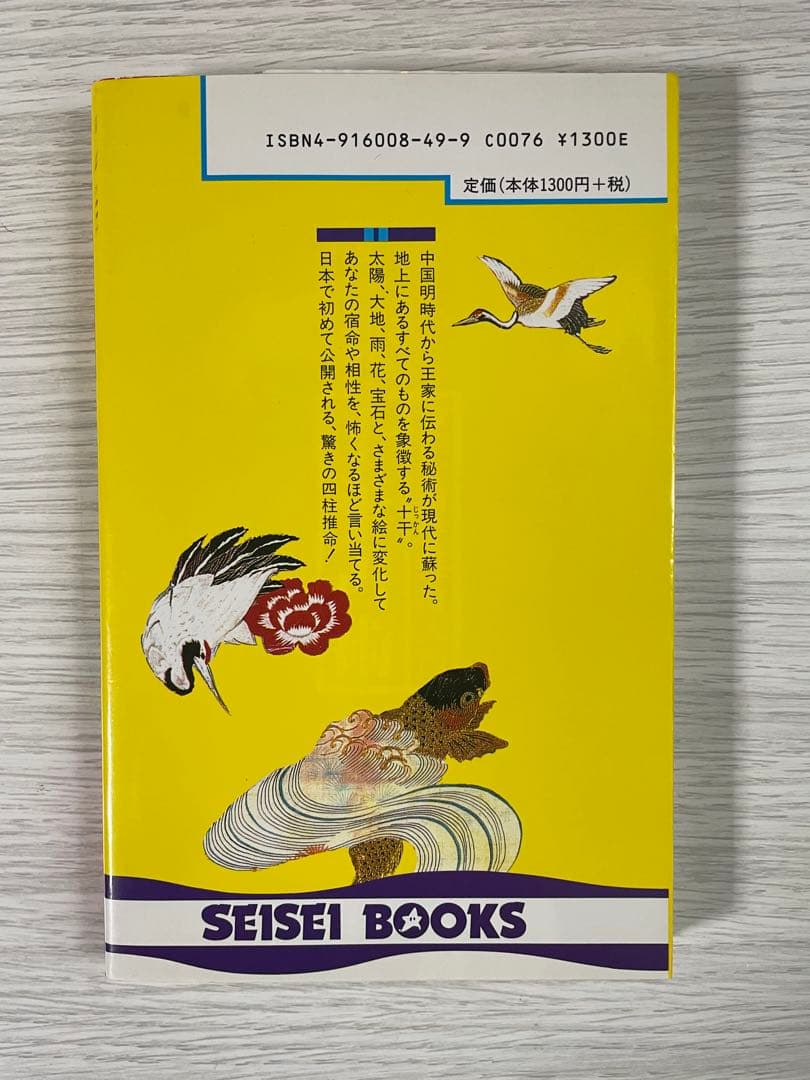 ISBN4-916008-49-9 C0076 ¥1300E
定価(本体1300円+税)
中国明時代から王家に伝わる秘術が現代に蘇った。
地上にあるすべてのものを象徴する〝十干〟。
じっかん
太陽、大地、雨、花、宝石と、さまざまな絵に変化して
あなたの宿命や相性を、怖くなるほど言い当てる。
日本で初めて公開される、驚きの四柱推命!
SEISEI BOOKS